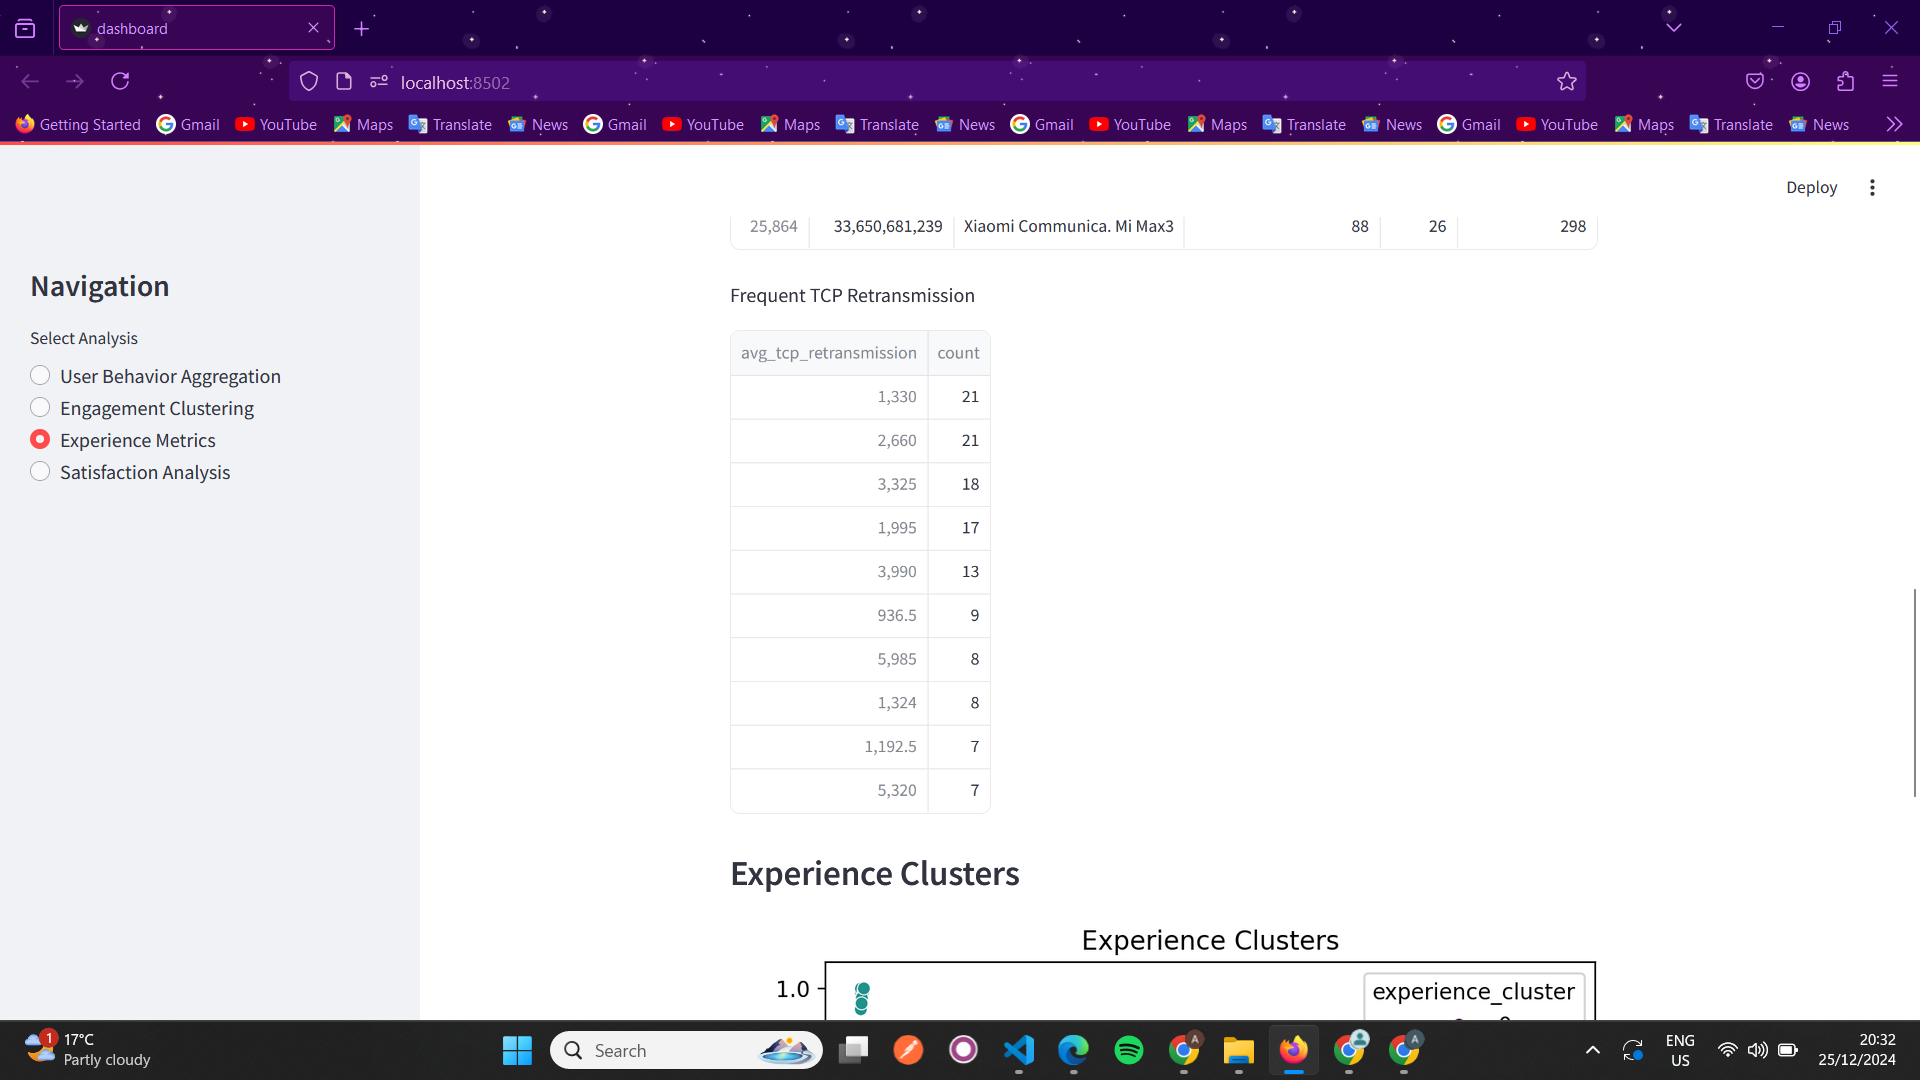 dashboard
localhost:8502
Getting Started Gmail YouTube Maps Translate News Gmail YouTube Maps Translate News Gmail YouTube Maps Translate News Gmail YouTube Maps Translate News
Deploy
Navigation
Select Analysis
User Behavior Aggregation
Engagement Clustering
Experience Metrics
Satisfaction Analysis
25,864 33,650,681,239 Xiaomi Communica. Mi Max3 88 26 298
Frequent TCP Retransmission
avg_tcp_retransmission count
1,330 21
2,660 21
3,325 18
1,995 17
3,990 13
936.5 9
5,985 8
1,324 8
1,192.5 7
5,320 7
Experience Clusters
Experience Clusters
1.0
experience_cluster
1
17°C
Partly cloudy
Search
A
A
ENG
US
20:32
25/12/2024